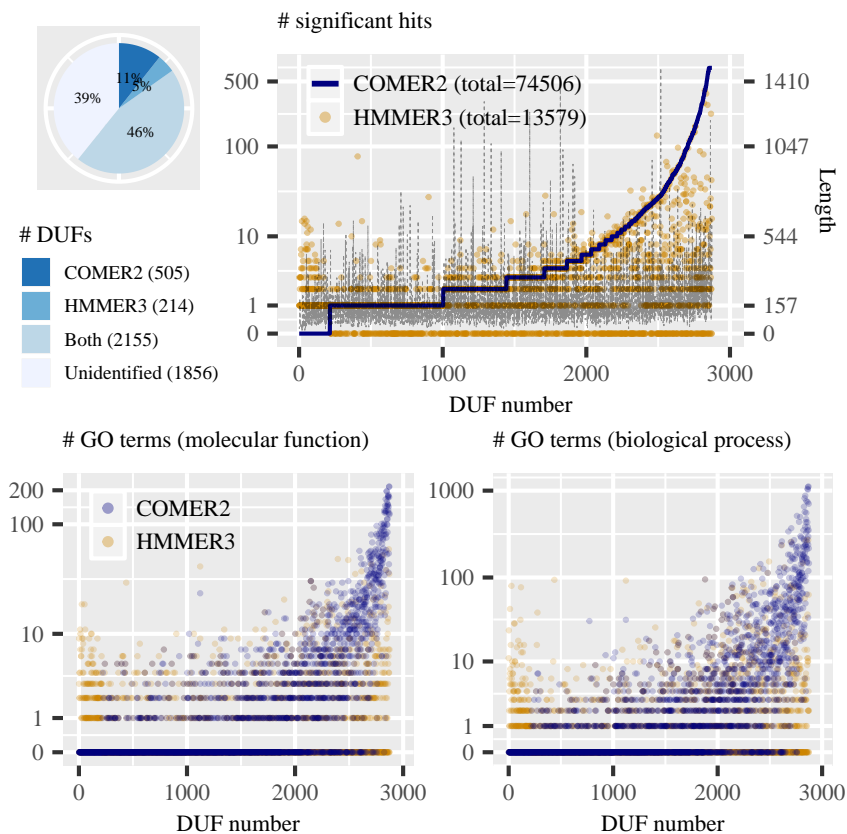 # significant hits
11%
5%
39%
46%
# DUFs
COMER2 (505)
HMMER3 (214)
Both (2155)
Unidentified (1856)
COMER2 (total=74506)
HMMER3 (total=13579)
500
100
10
1
0
1410
1047
544
157
0
Length
0
1000
2000
3000
DUF number
# GO terms (molecular function)
COMER2
HMMER3
200
100
10
1
0
0
1000
2000
3000
DUF number
# GO terms (biological process)
1000
100
10
1
0
0
1000
2000
3000
DUF number